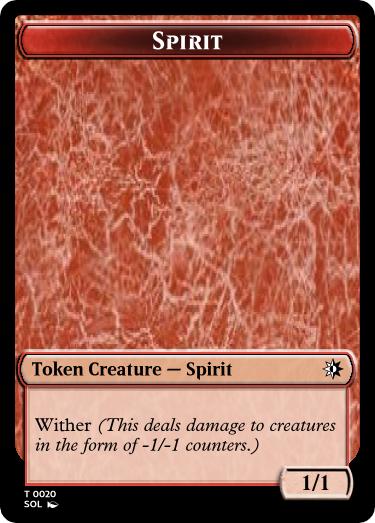 Spirit
Token Creature — Spirit
Wither (This deals damage to creatures
in the form of -1/-1 counters.)
1/1
T 0020
SOL